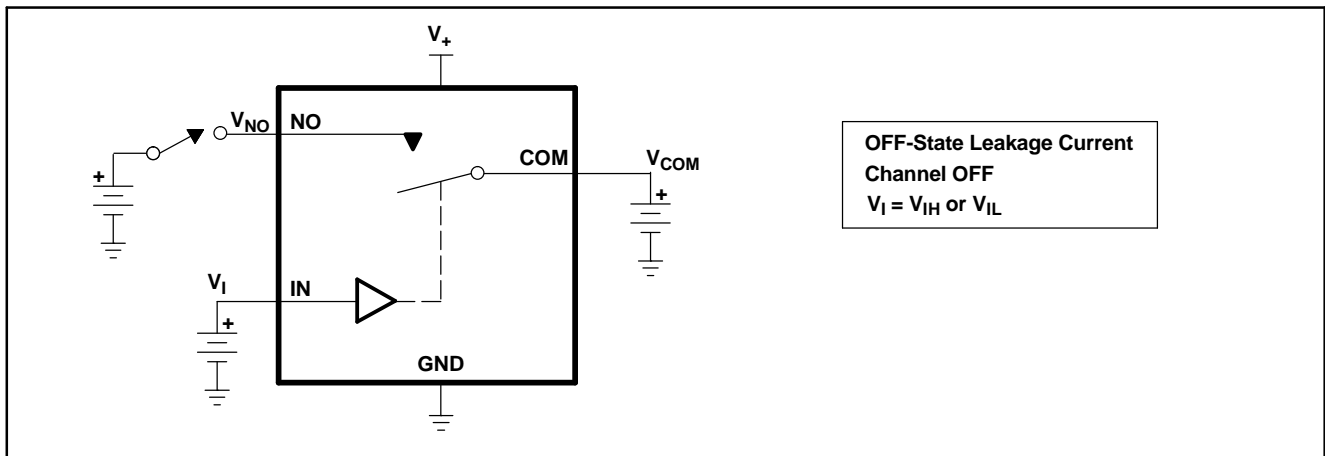 V+
VNO NO
COM VCOM
+
+
VI IN
+
GND
OFF-State Leakage Current
Channel OFF
VI = VIH or VIL